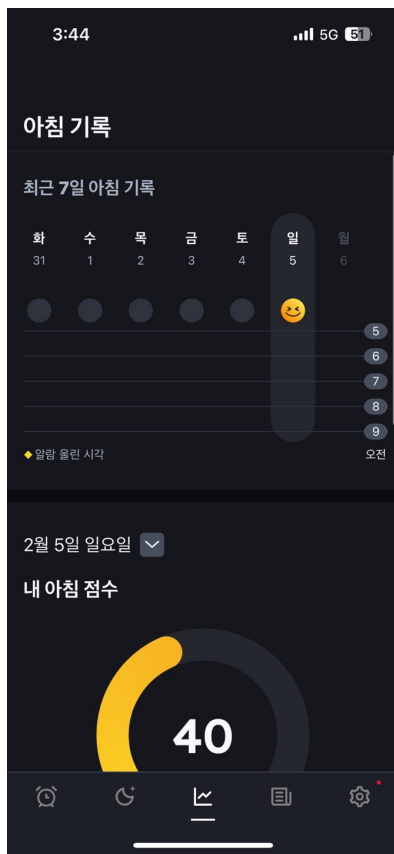 3:44 5G 51
아침 기록
최근 7일 아침 기록
화 수 목 금 토 일 월
31 1 2 3 4 5 6
5
6
7
8
9
알람 울린 시각 오전
2월 5일 일요일
내 아침 점수
40